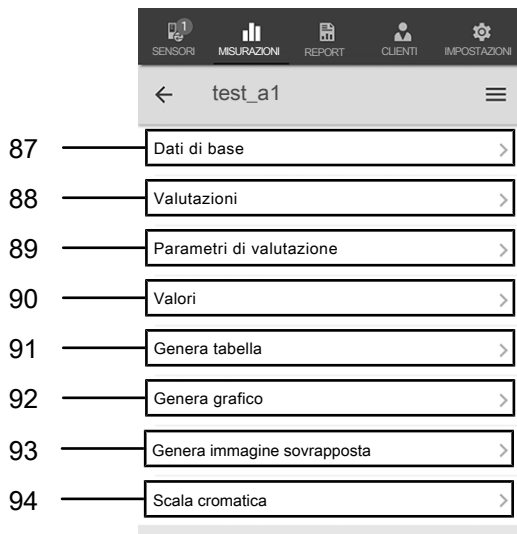 1
SENSORI MISURAZIONI REPORT CLIENTI IMPOSTAZIONI
test_a1
87 Dati di base
88 Valutazioni
89 Parametri di valutazione
90 Valori
91 Genera tabella
92 Genera grafico
93 Genera immagine sovrapposta
94 Scala cromatica